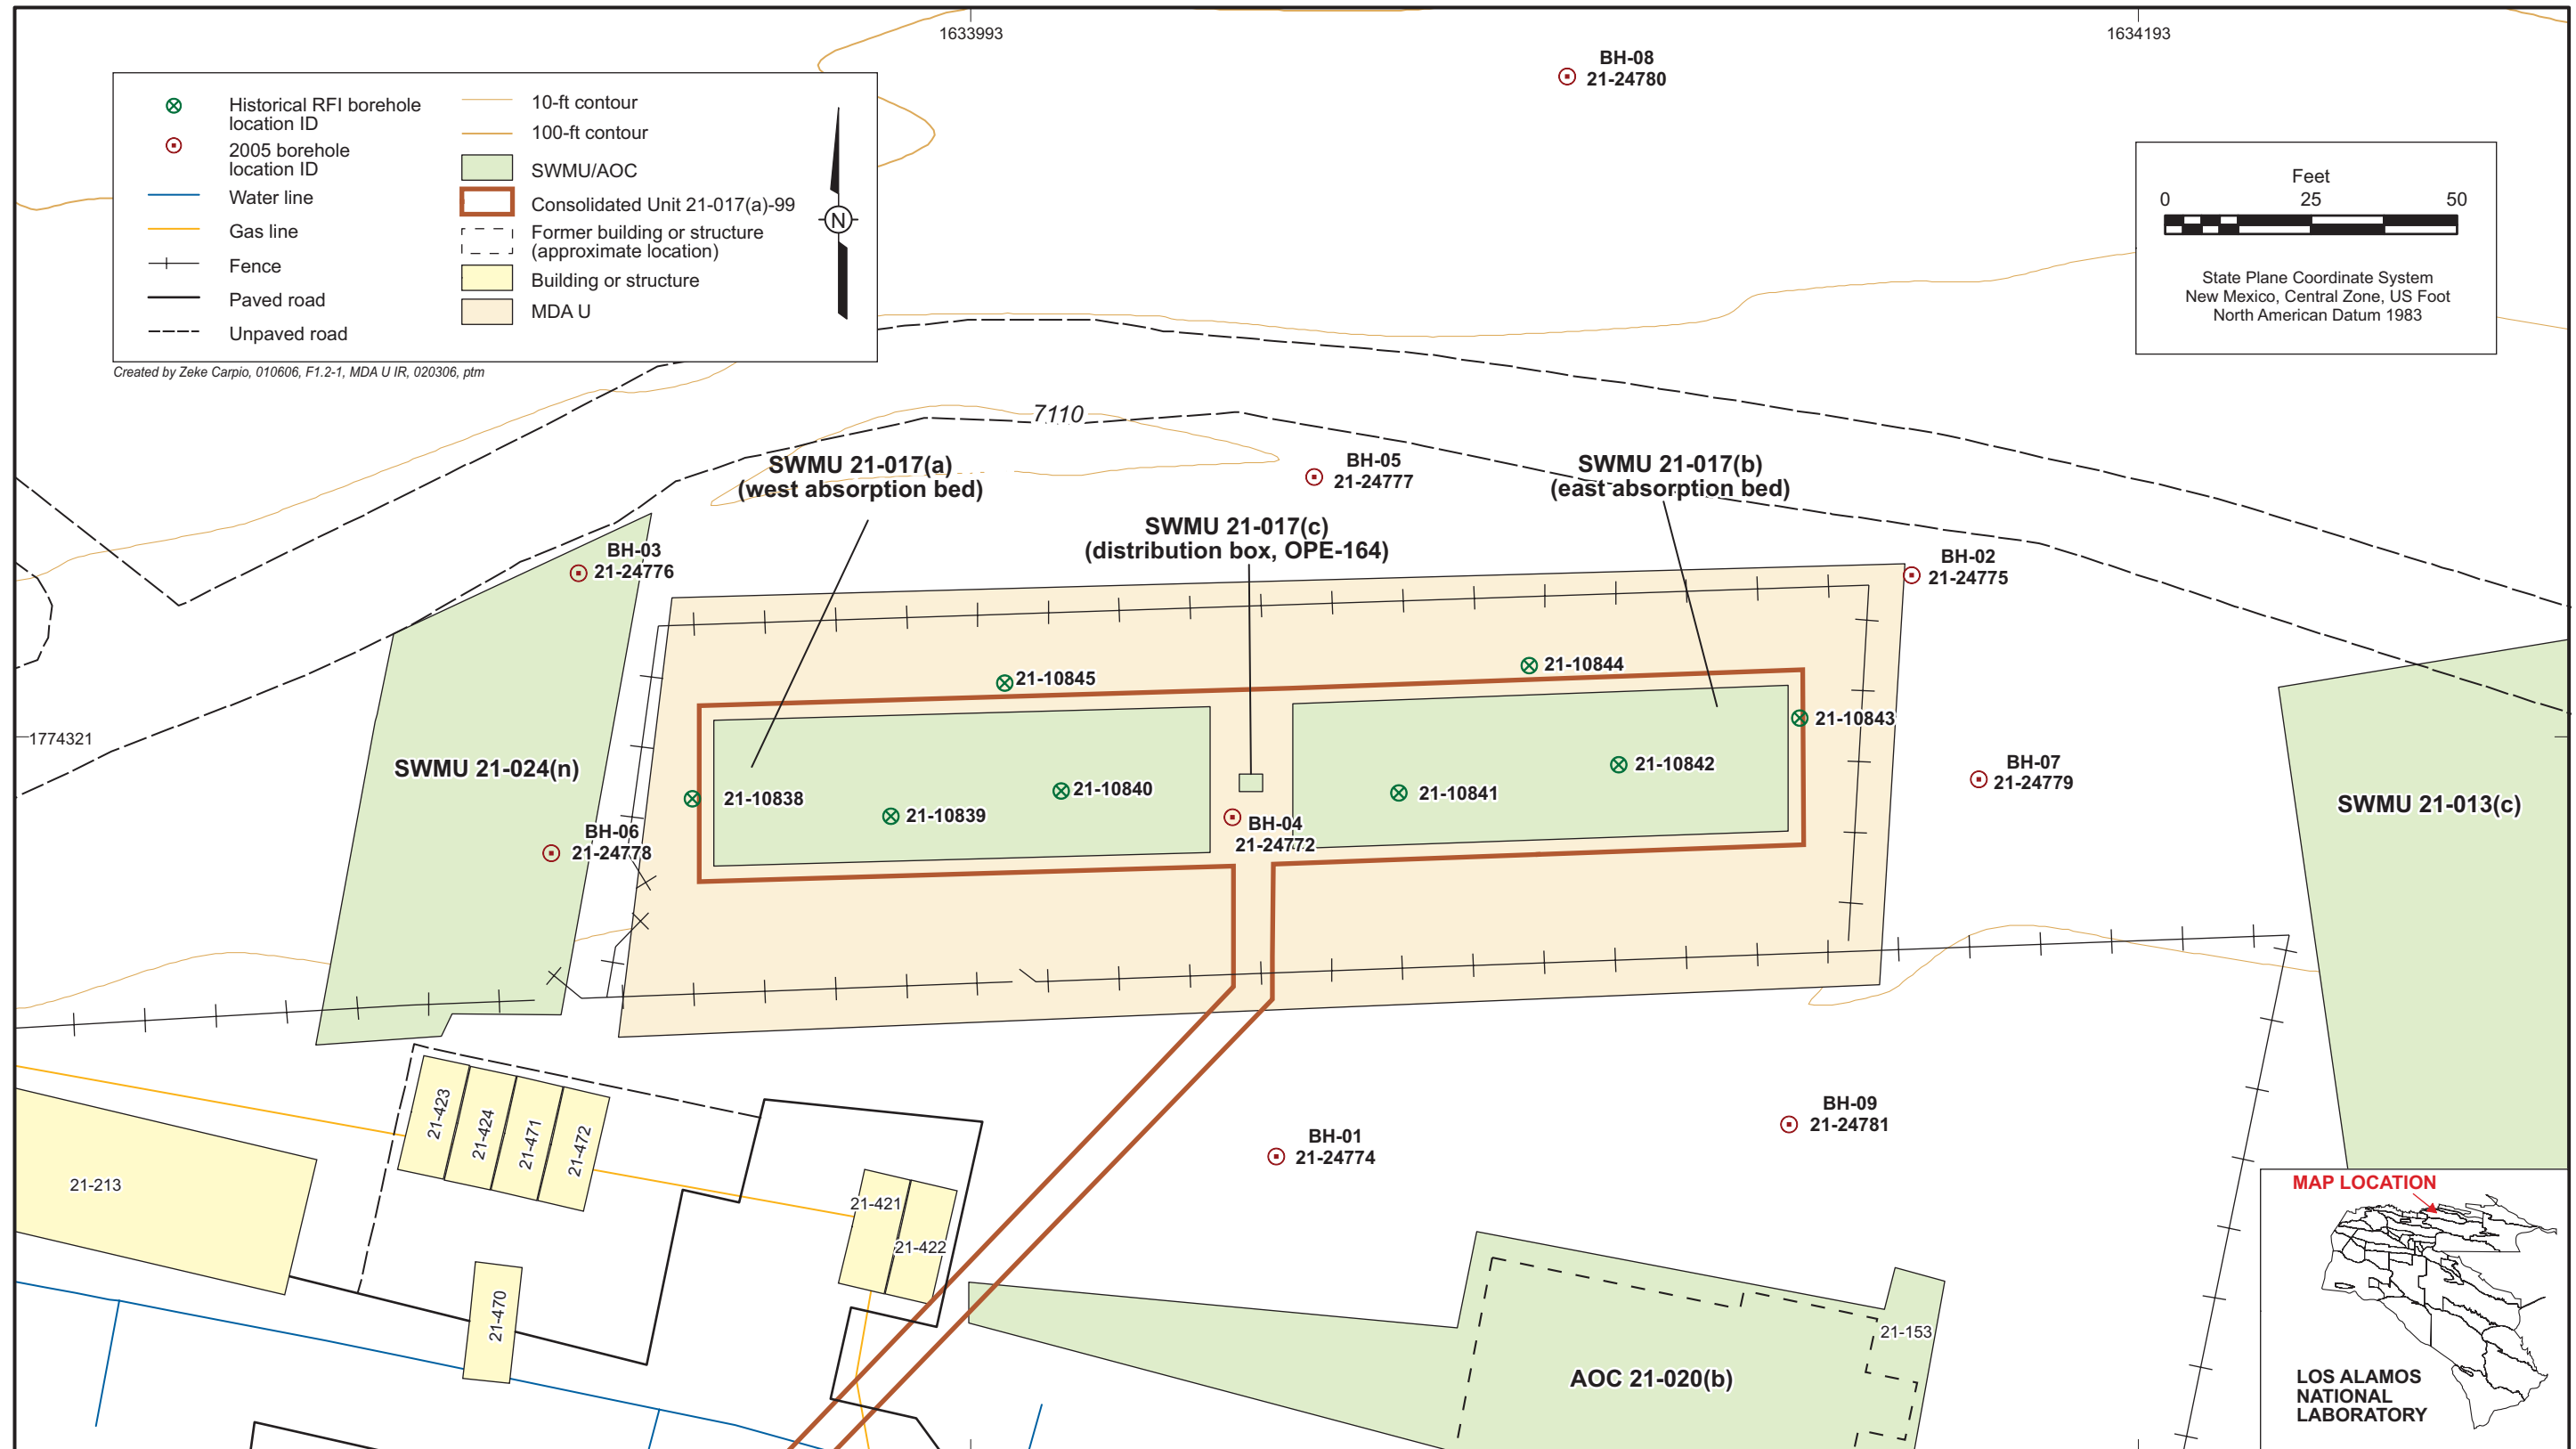 1633993
1634193
BH-08
21-24780
Historical RFI borehole
location ID
2005 borehole
location ID
Water line
Gas line
Fence
Paved road
Unpaved road
10-ft contour
100-ft contour
SWMU/AOC
Consolidated Unit 21-017(a)-99
Former building or structure
(approximate location)
Building or structure
MDA U
N
Feet
0 25 50
State Plane Coordinate System
New Mexico, Central Zone, US Foot
North American Datum 1983
Created by Zeke Carpio, 010606, F1.2-1, MDA U IR, 020306, ptm
7110
SWMU 21-017(a)
(west absorption bed)
BH-05
21-24777
SWMU 21-017(b)
(east absorption bed)
SWMU 21-017(c)
(distribution box, OPE-164)
BH-03
21-24776
BH-02
21-24775
21-10845
21-10844
21-10843
1774321
SWMU 21-024(n)
21-10838
21-10839
21-10840
21-10841
21-10842
BH-07
21-24779
SWMU 21-013(c)
BH-06
21-24778
BH-04
21-24772
21-423
21-424
21-471
21-472
21-213
21-421
21-422
21-470
BH-01
21-24774
BH-09
21-24781
MAP LOCATION
21-153
AOC 21-020(b)
LOS ALAMOS
NATIONAL
LABORATORY